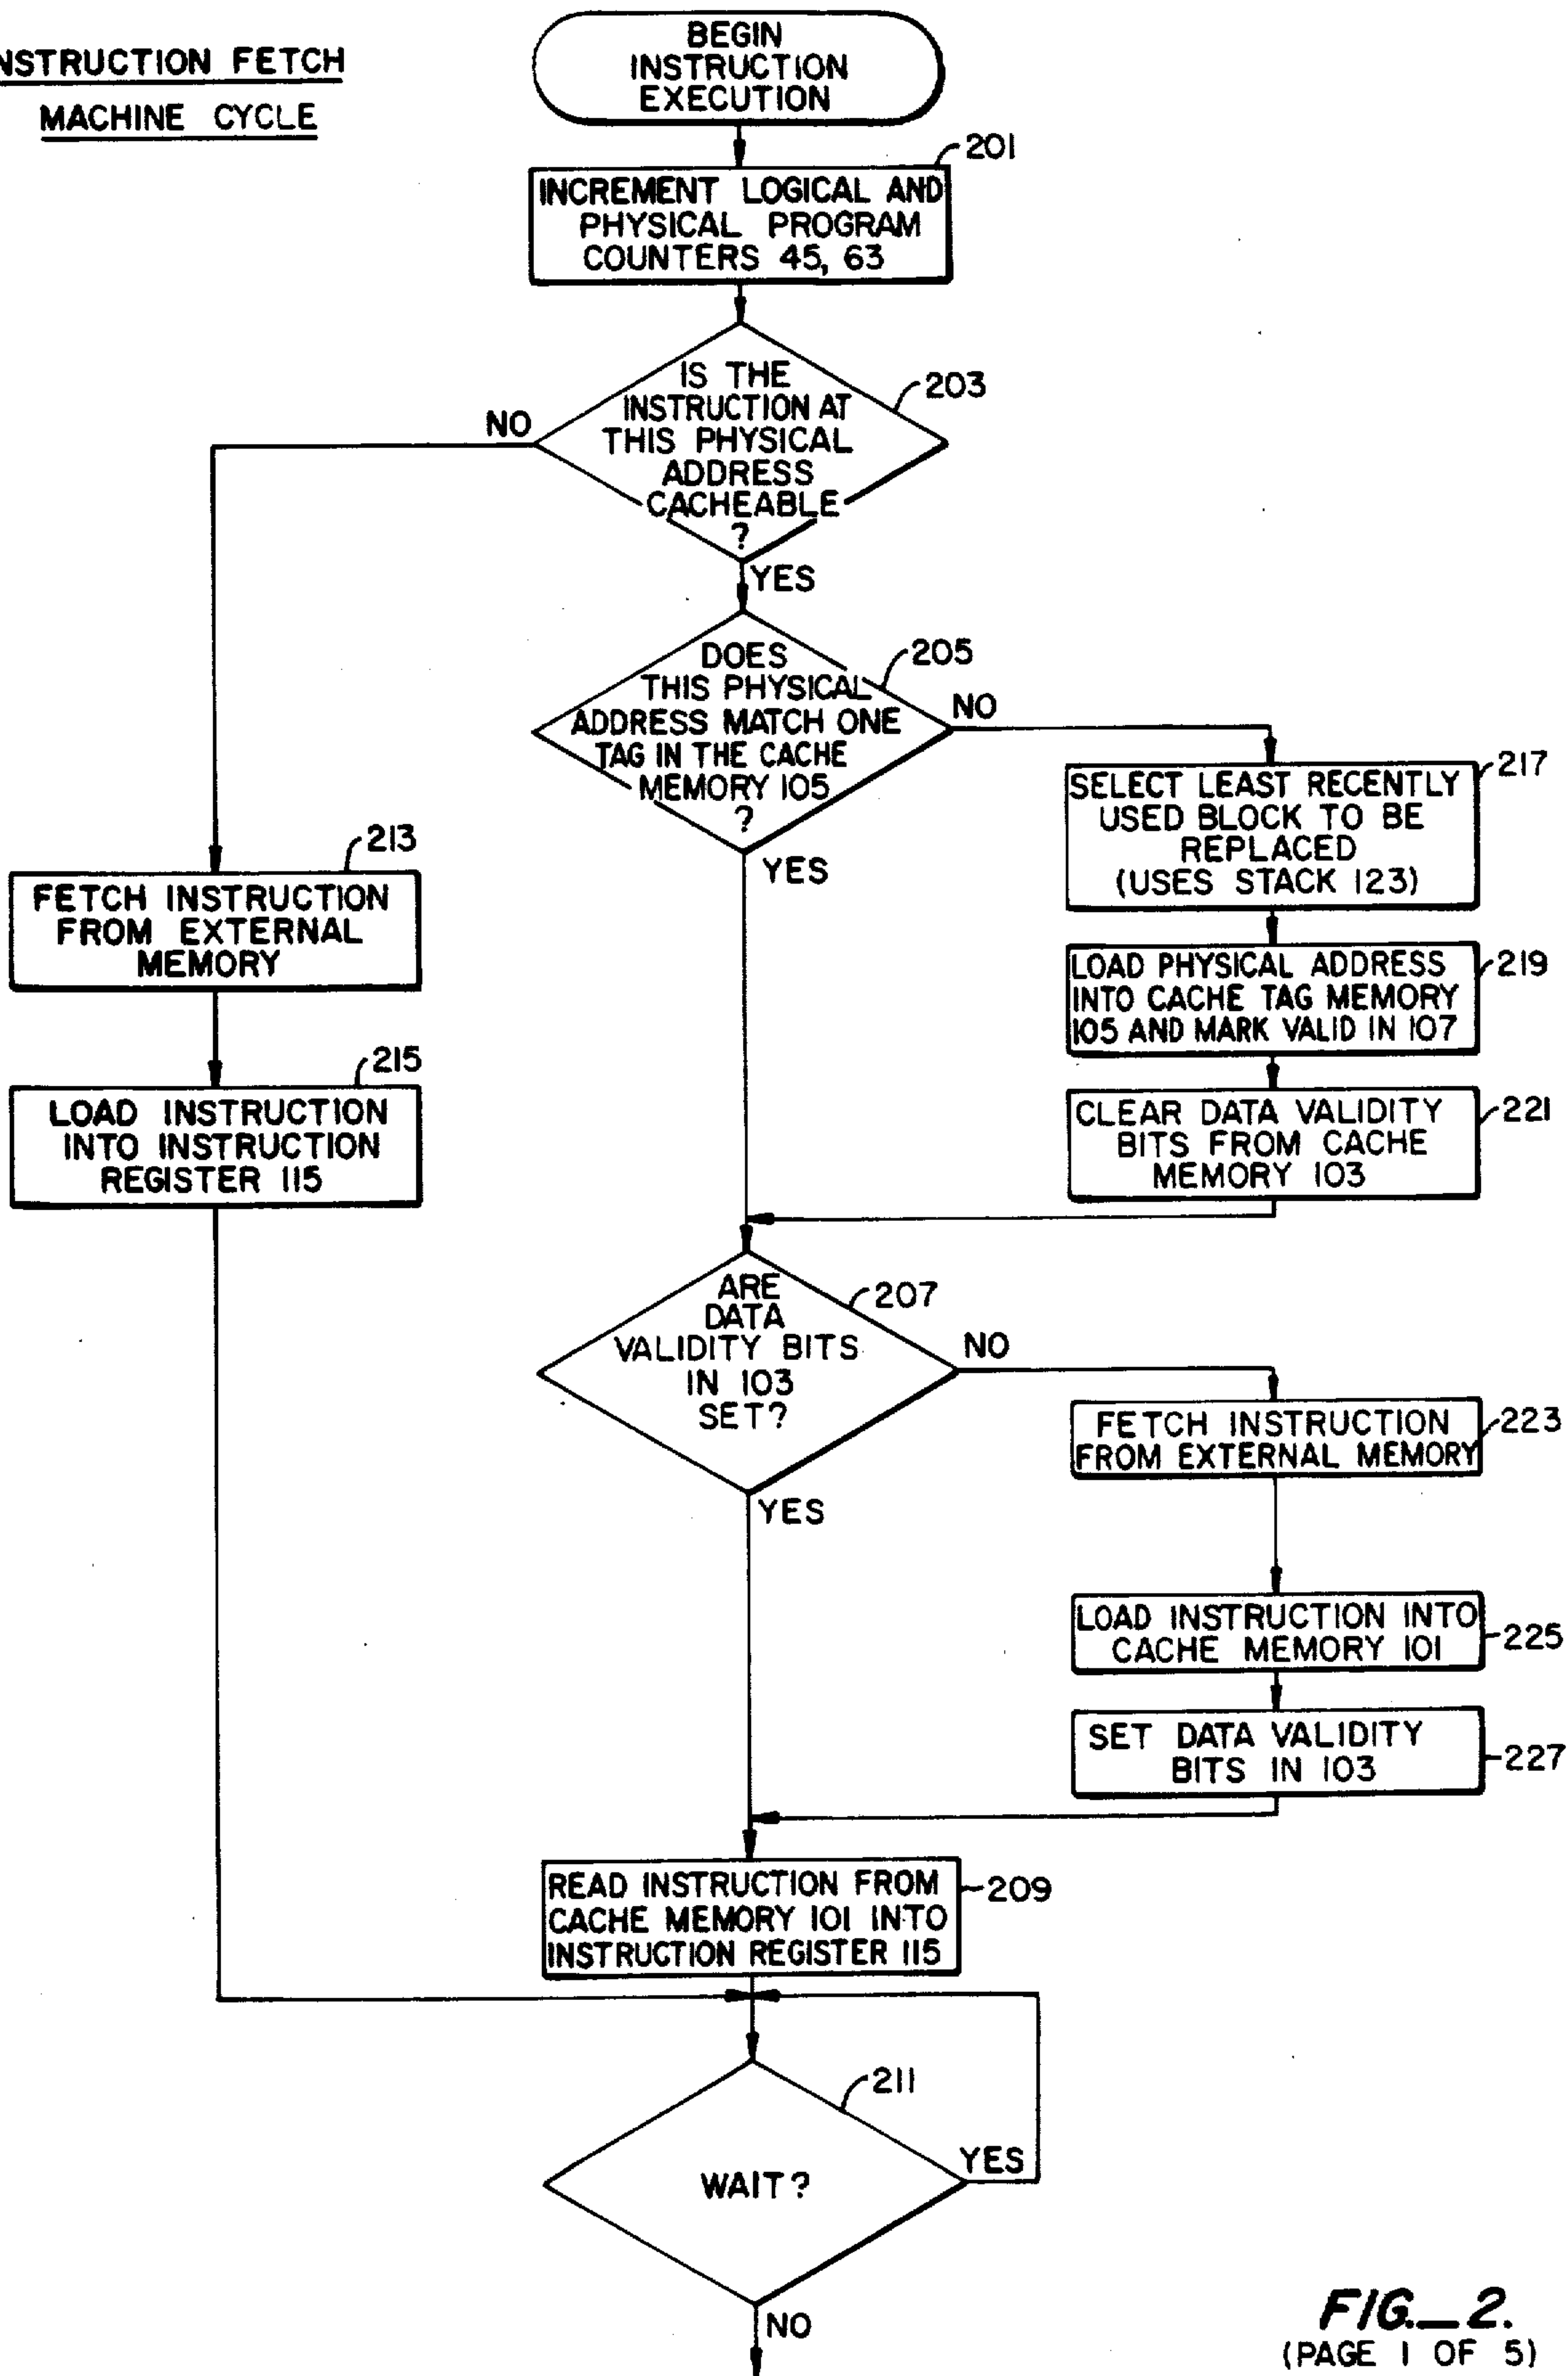 NSTRUCTION FETCH
MACHINE CYCLE
BEGIN
INSTRUCTION
EXECUTION
201
INCREMENT LOGICAL AND
PHYSICAL PROGRAM
COUNTERS 45, 63
203
IS THE
INSTRUCTION AT
THIS PHYSICAL
ADDRESS
CACHEABLE
?
NO
YES
205
DOES
THIS PHYSICAL
ADDRESS MATCH ONE
TAG IN THE CACHE
MEMORY 105
?
NO
YES
217
SELECT LEAST RECENTLY
USED BLOCK TO BE
REPLACED
(USES STACK 123)
213
FETCH INSTRUCTION
FROM EXTERNAL
MEMORY
219
LOAD PHYSICAL ADDRESS
INTO CACHE TAG MEMORY
105 AND MARK VALID IN 107
215
LOAD INSTRUCTION
INTO INSTRUCTION
REGISTER 115
221
CLEAR DATA VALIDITY
BITS FROM CACHE
MEMORY 103
207
ARE
DATA
VALIDITY BITS
IN 103
SET?
NO
YES
223
FETCH INSTRUCTION
FROM EXTERNAL MEMORY
LOAD INSTRUCTION INTO
CACHE MEMORY 101
225
SET DATA VALIDITY
BITS IN 103
227
READ INSTRUCTION FROM
CACHE MEMORY 101 INTO
INSTRUCTION REGISTER 115
209
211
WAIT?
YES
NO
FIG._2.
(PAGE 1 OF 5)